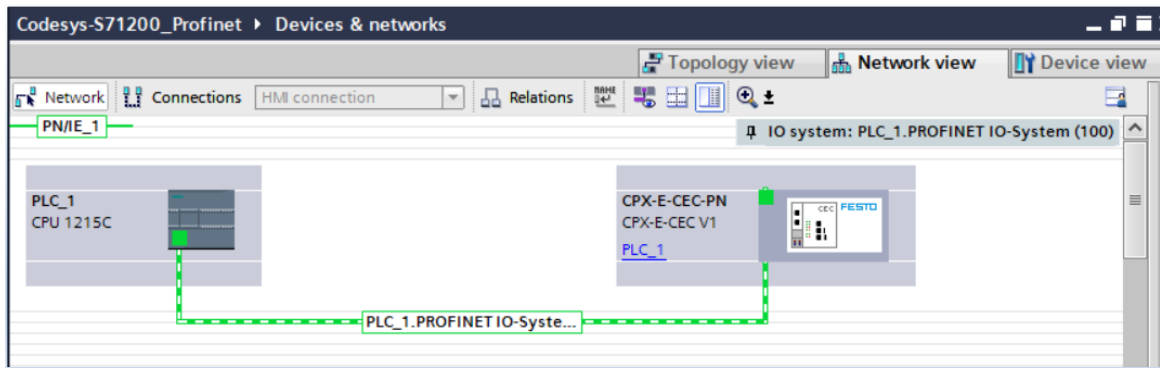 Codesys-S71200_Profinet ▸ Devices & networks
Topology view Network view Device view
Network Connections HMI connection Relations
PN/IE_1
IO system: PLC_1.PROFINET IO-System (100)
PLC_1
CPU 1215C
CPX-E-CEC-PN
CPX-E-CEC V1
PLC_1
CEC FESTO
PLC_1.PROFINET IO-Syste...